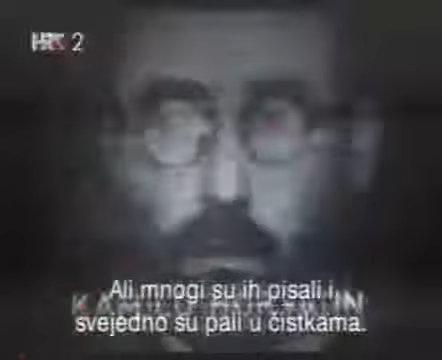 HRT 2
Ali mnogi su ih pisali i
svejedno su pali u čistkama.